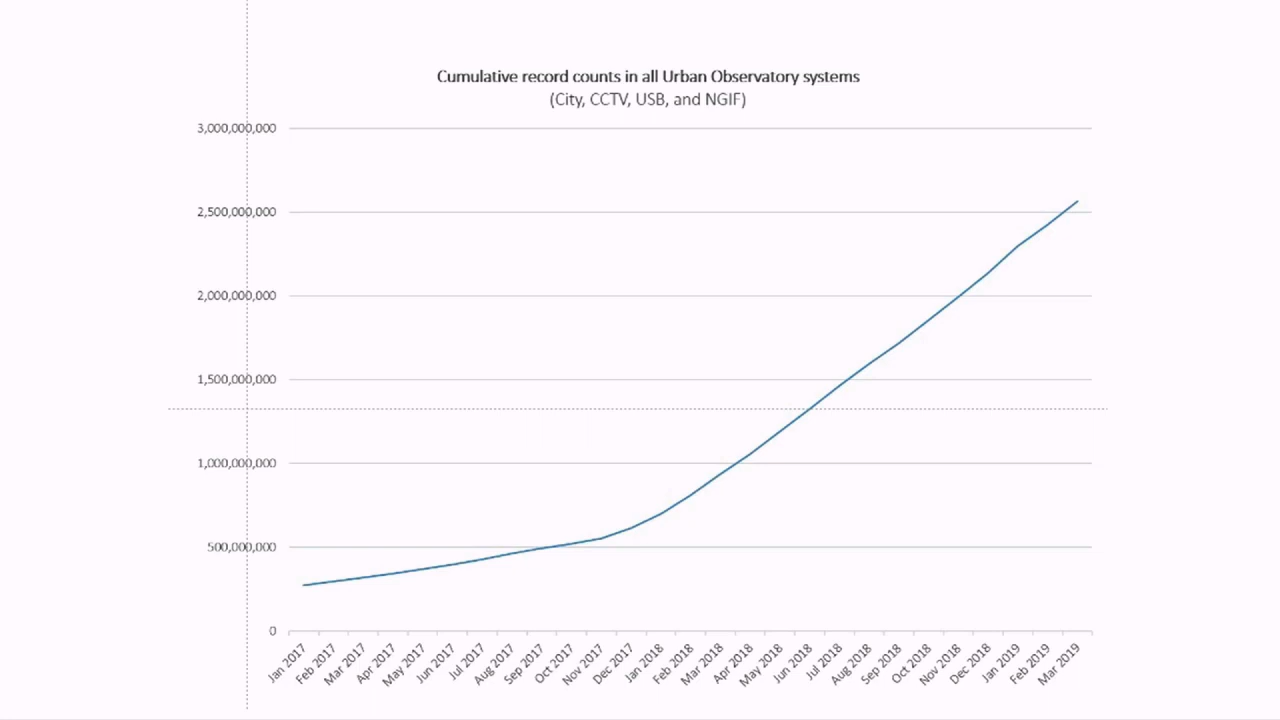 Cumulative record counts in all Urban Observatory systems
(City, CCTV, USB, and NGIF)
3,000,000,000
2,500,000,000
2,000,000,000
1,500,000,000
1,000,000,000
500,000,000
0
Jan 2017
Feb 2017
Mar 2017
Apr 2017
May 2017
Jun 2017
Jul 2017
Aug 2017
Sep 2017
Oct 2017
Nov 2017
Dec 2017
Jan 2018
Feb 2018
Mar 2018
Apr 2018
May 2018
Jun 2018
Jul 2018
Aug 2018
Sep 2018
Oct 2018
Nov 2018
Dec 2018
Jan 2019
Feb 2019
Mar 2019